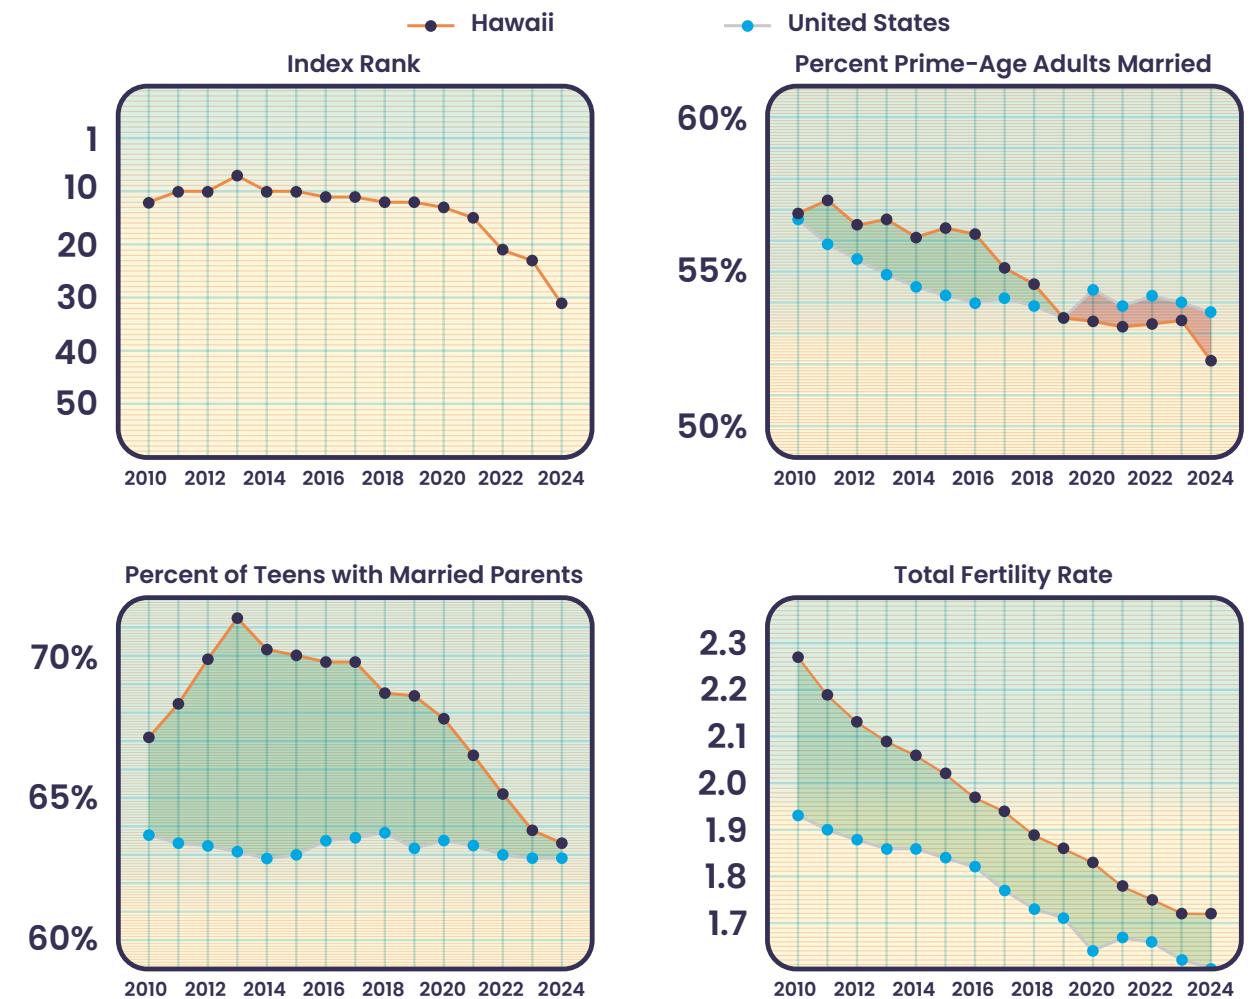 Hawaii
United States
Index Rank
1
10
20
30
40
50
2010 2012 2014 2016 2018 2020 2022 2024
Percent Prime-Age Adults Married
60%
55%
50%
2010 2012 2014 2016 2018 2020 2022 2024
Percent of Teens with Married Parents
70%
65%
60%
2010 2012 2014 2016 2018 2020 2022 2024
Total Fertility Rate
2.3
2.2
2.1
2.0
1.9
1.8
1.7
2010 2012 2014 2016 2018 2020 2022 2024